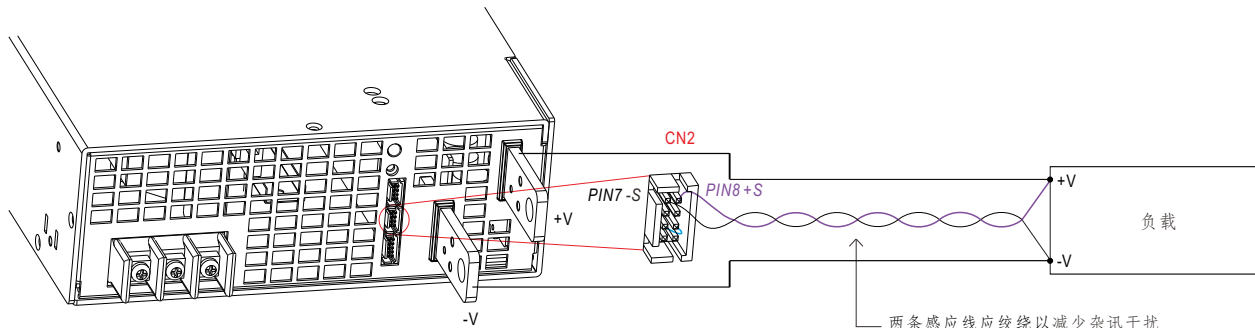 CN2
PIN7 -S
PIN8 +S
+V
-V
+V
负载
-V
两条感应线应绞绕以减少杂讯干扰